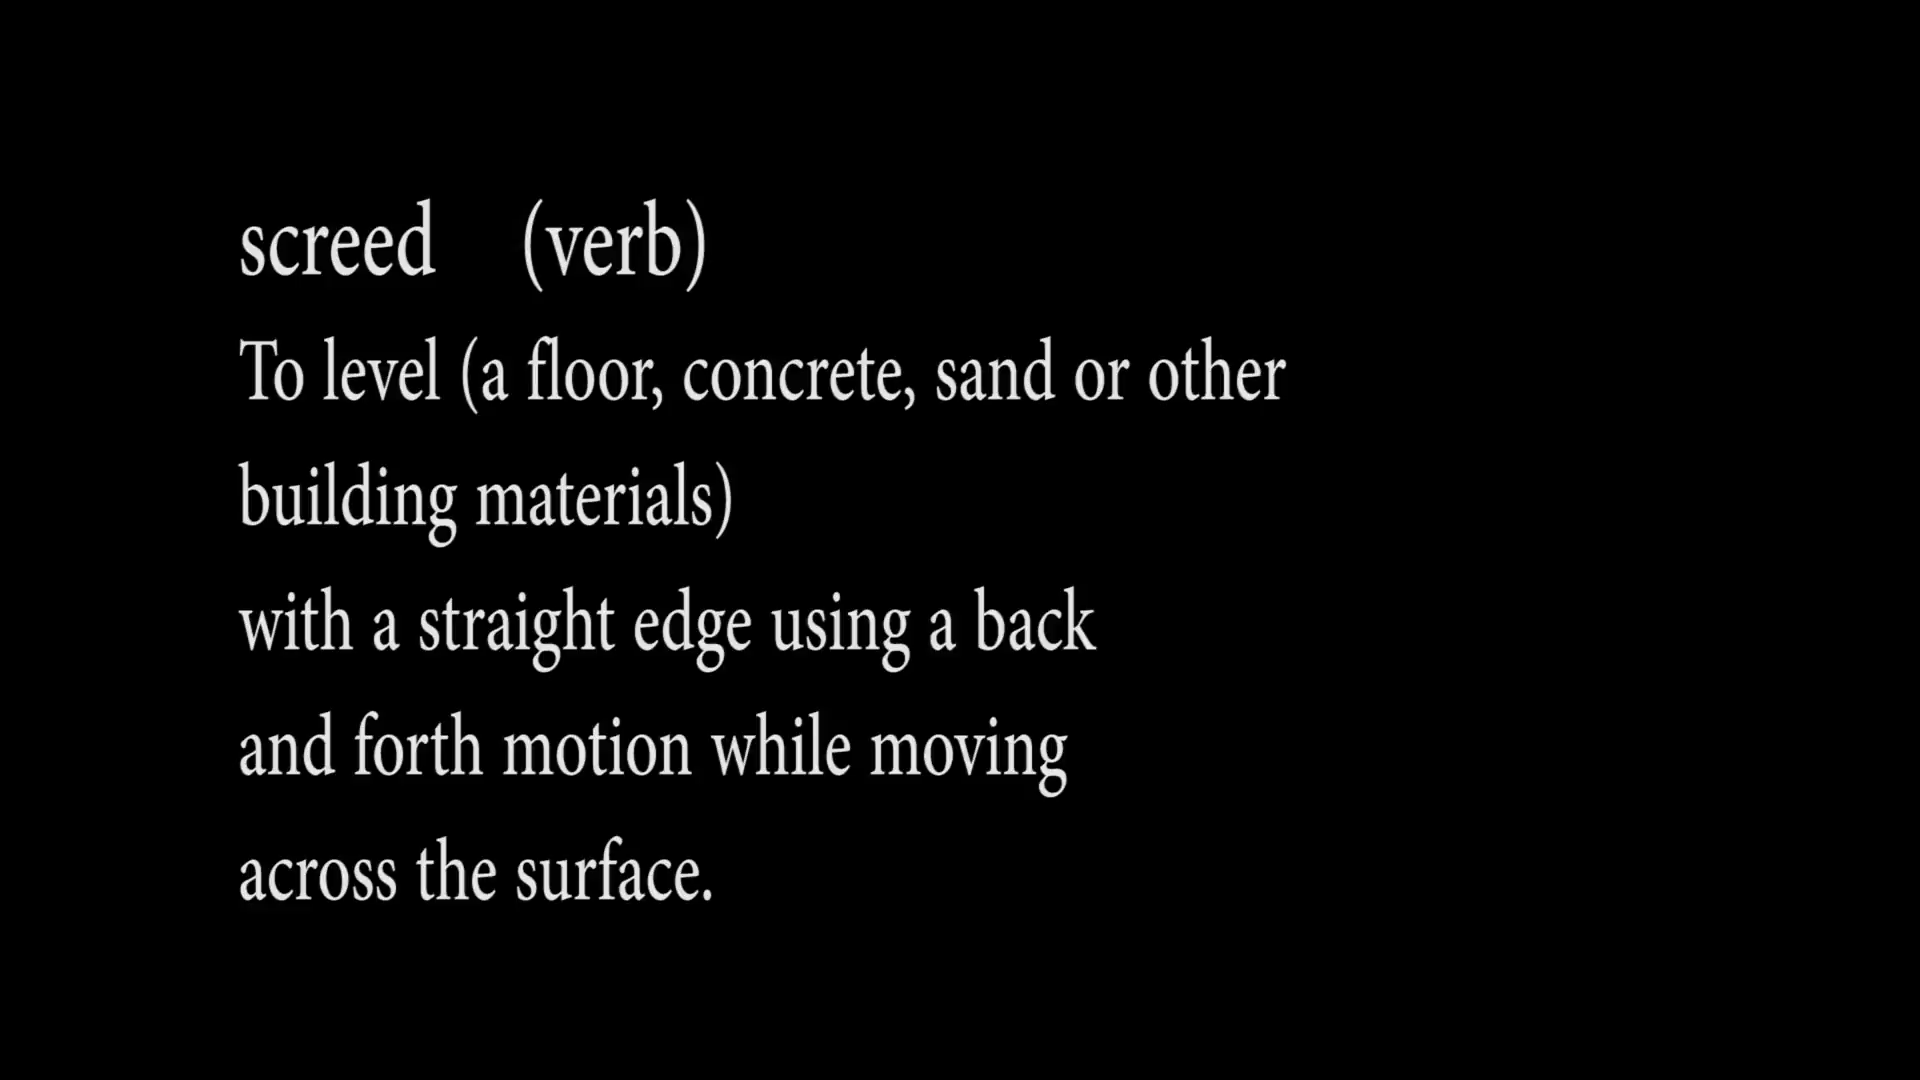 screed (verb)
To level (a floor, concrete, sand or other
building materials)
with a straight edge using a back
and forth motion while moving
across the surface.